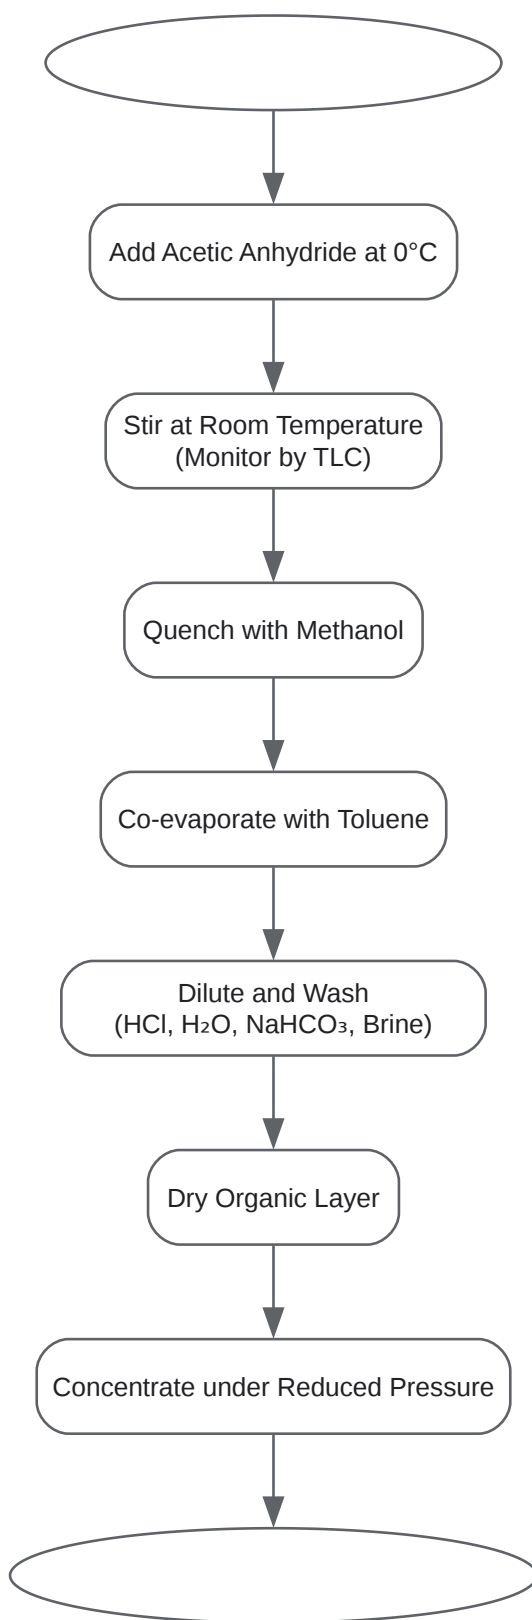 Add Acetic Anhydride at 0°C
Stir at Room Temperature
(Monitor by TLC)
Quench with Methanol
Co-evaporate with Toluene
Dilute and Wash
(HCl, H₂O, NaHCO₃, Brine)
Dry Organic Layer
Concentrate under Reduced Pressure